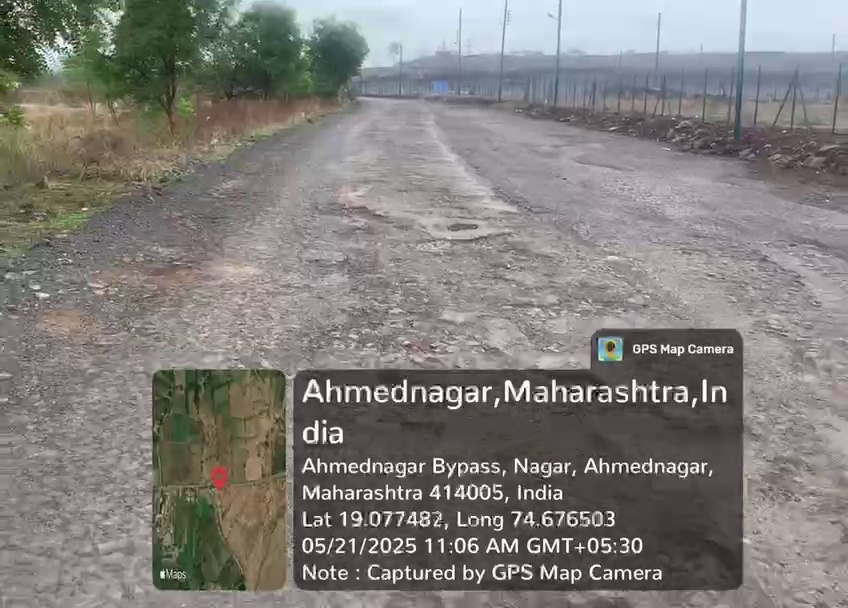 GPS Map Camera
Ahmednagar,Maharashtra,In
dia
Ahmednagar Bypass, Nagar, Ahmednagar,
Maharashtra 414005, India
Lat 19.077482, Long 74.676503
05/21/2025 11:06 AM GMT+05:30
Note : Captured by GPS Map Camera
Maps